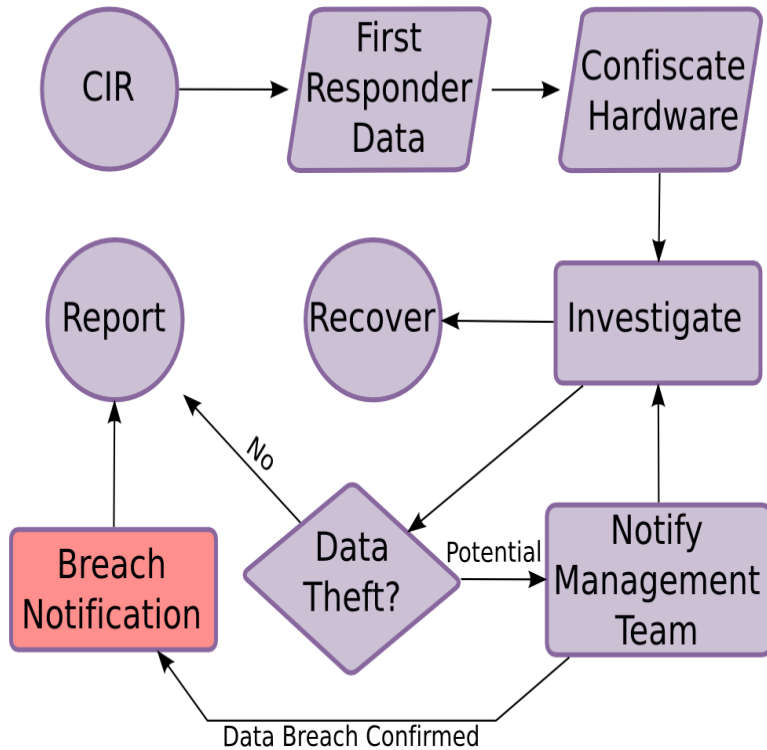 CIR
First
Responder
Data
Confiscate
Hardware
Report
Recover
Investigate
No
Data
Theft?
Potential
Notify
Management
Team
Breach
Notification
Data Breach Confirmed